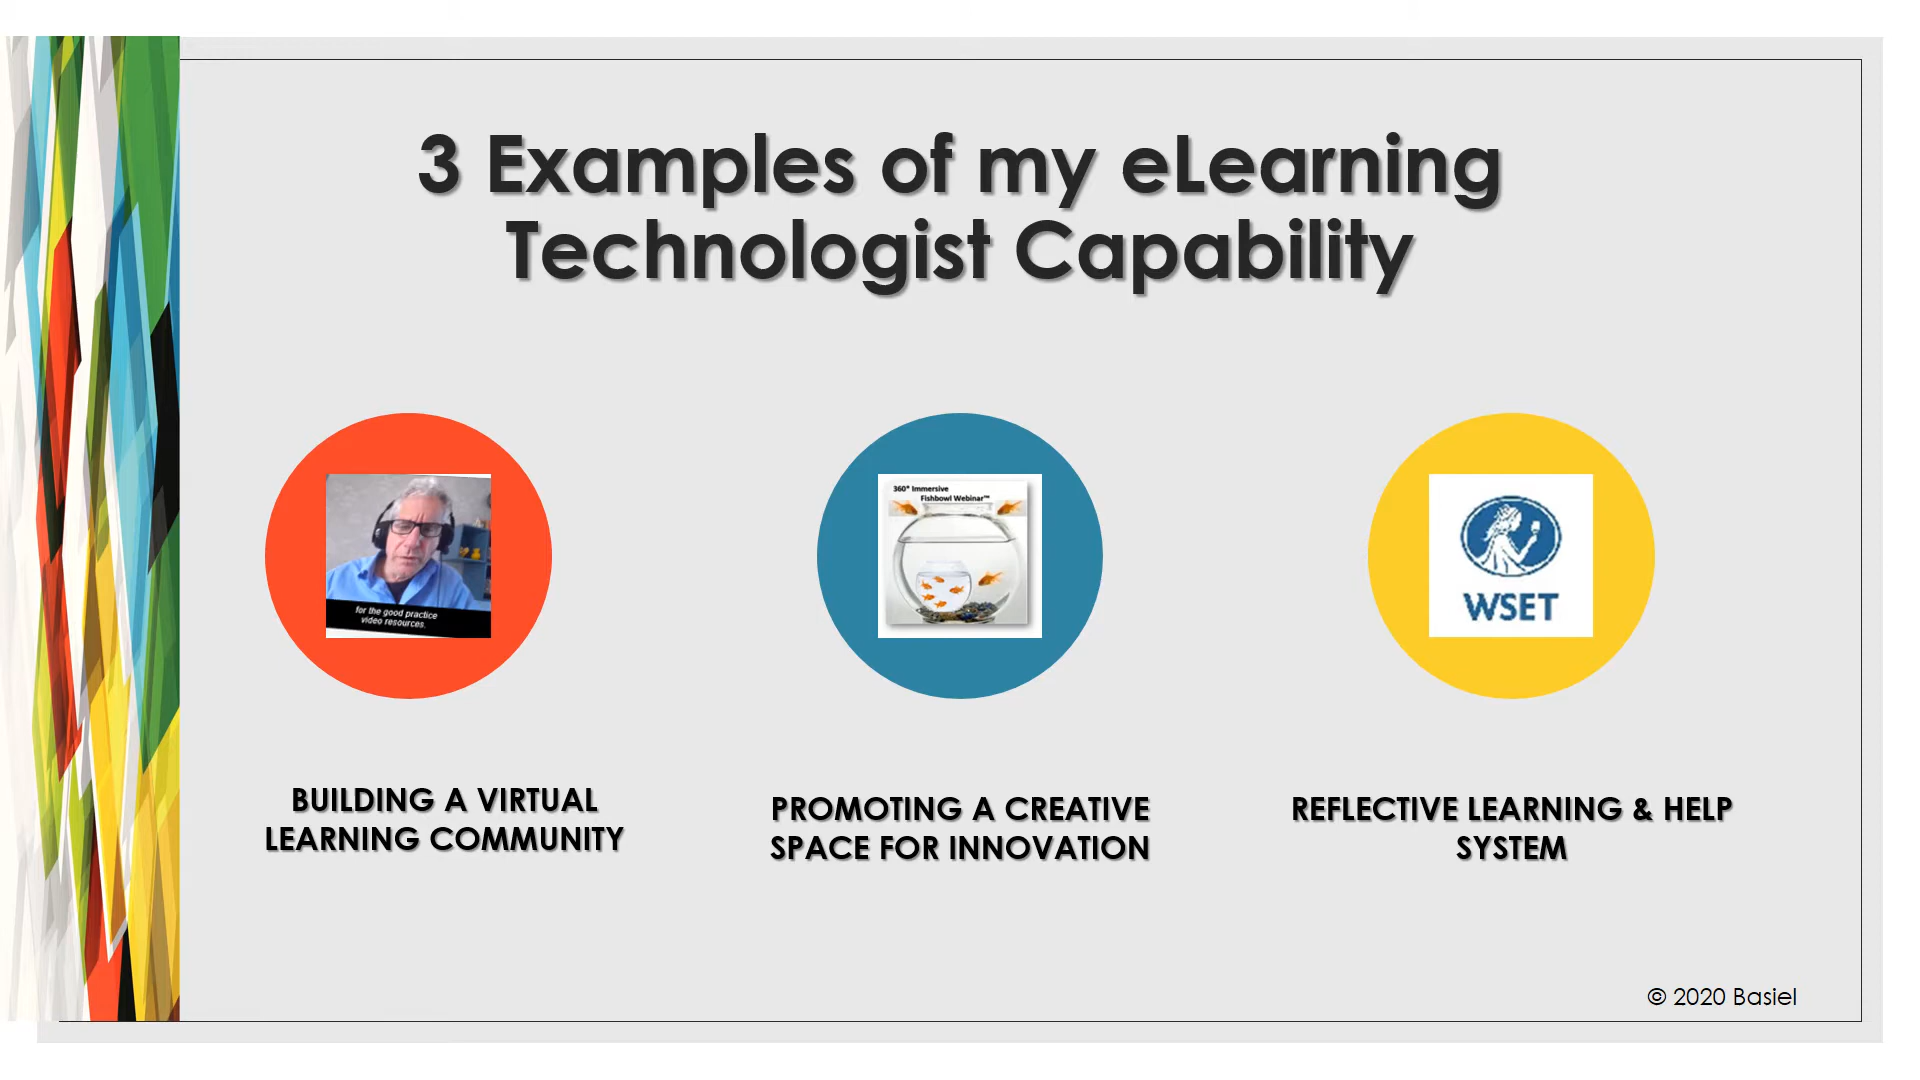 3 Examples of my eLearning
Technologist Capability
for the good practice
video resources.
360° Immersive
Fishbowl Webinar™
WSET
BUILDING A VIRTUAL
LEARNING COMMUNITY
PROMOTING A CREATIVE
SPACE FOR INNOVATION
REFLECTIVE LEARNING & HELP
SYSTEM
© 2020 Basiel